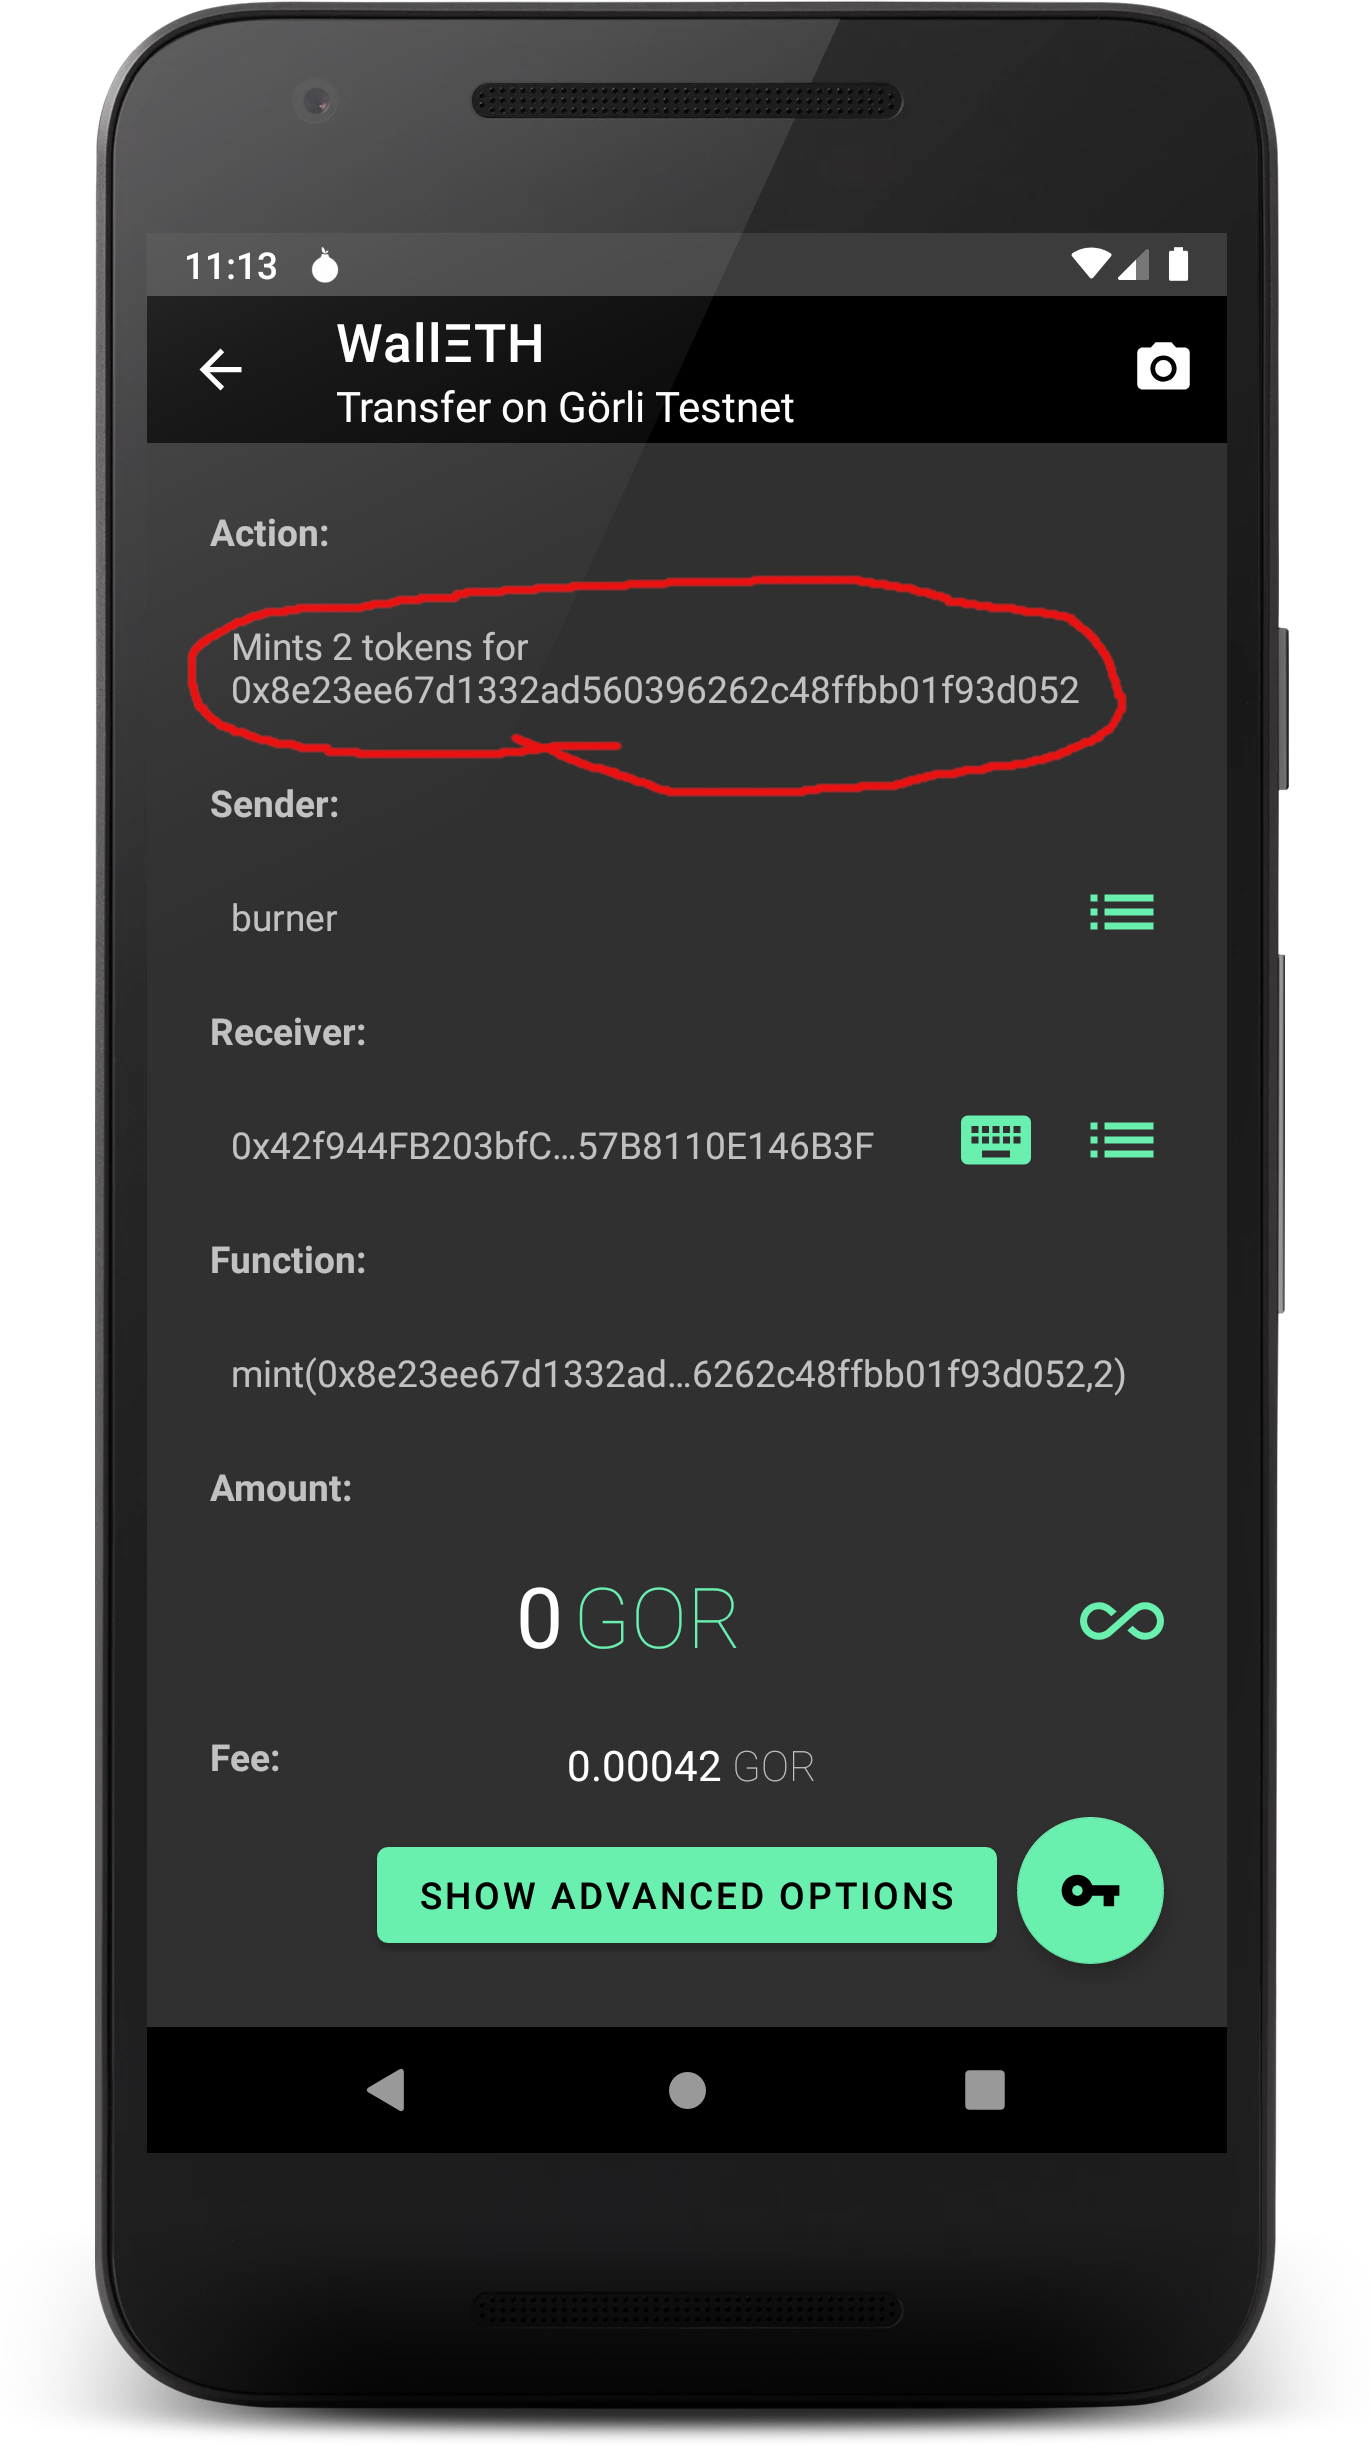 11:13
WallΞTH
Transfer on Görli Testnet
Action:
Mints 2 tokens for
0x8e23ee67d1332ad560396262c48ffbb01f93d052
Sender:
burner
Receiver:
0x42f944FB203bfC...57B8110E146B3F
Function:
mint(0x8e23ee67d1332ad...6262c48ffbb01f93d052,2)
Amount:
0 GOR
Fee: 0.00042 GOR
SHOW ADVANCED OPTIONS